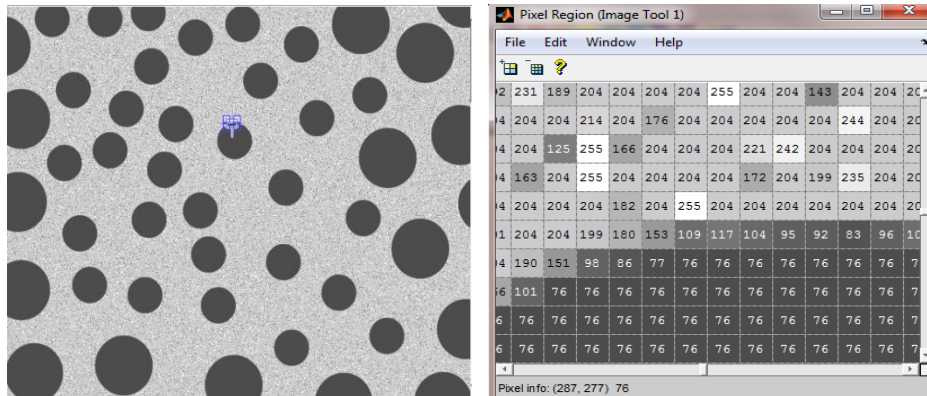 Pixel Region (Image Tool 1)
File Edit Window Help
231 189 204 204 204 204 255 204 204 143 204 204
204 204 214 204 176 204 204 204 204 204 244 204
204 125 255 166 204 204 204 221 242 204 204 204
163 204 255 204 204 204 204 172 204 199 235 204
204 204 204 182 204 255 204 204 204 204 204 204
204 204 199 180 153 109 117 104 95 92 83 96
190 151 98 86 77 76 76 76 76 76 76 76
101 76 76 76 76 76 76 76 76 76 76 76
76 76 76 76 76 76 76 76 76 76 76 76
76 76 76 76 76 76 76 76 76 76 76 76
Pixel info: (287, 277) 76